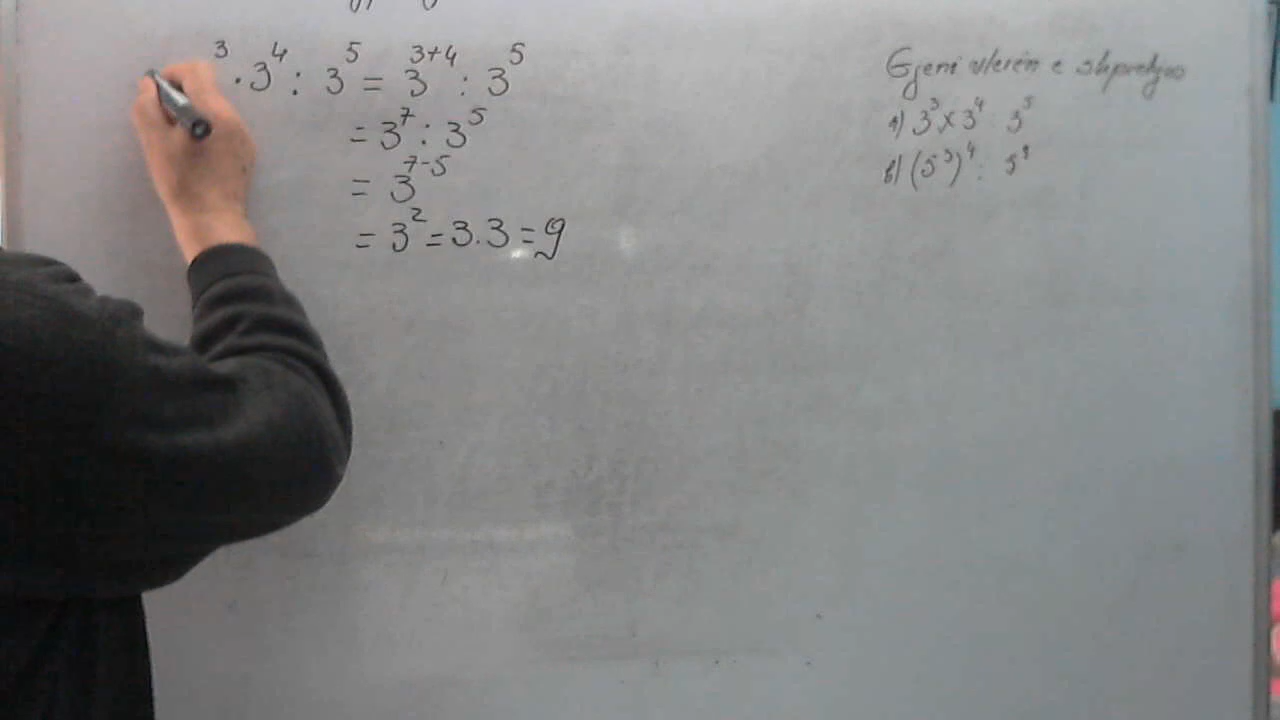 ³ · 3⁴ : 3⁵ = 3³⁺⁴ : 3⁵
= 3⁷ : 3⁵
= 3⁷⁻⁵
= 3² = 3.3 = 9
Gjeni vlerën e shprehjes
a) 3³ x 3⁴ 3⁵
b) (5³)⁴ : 5⁸